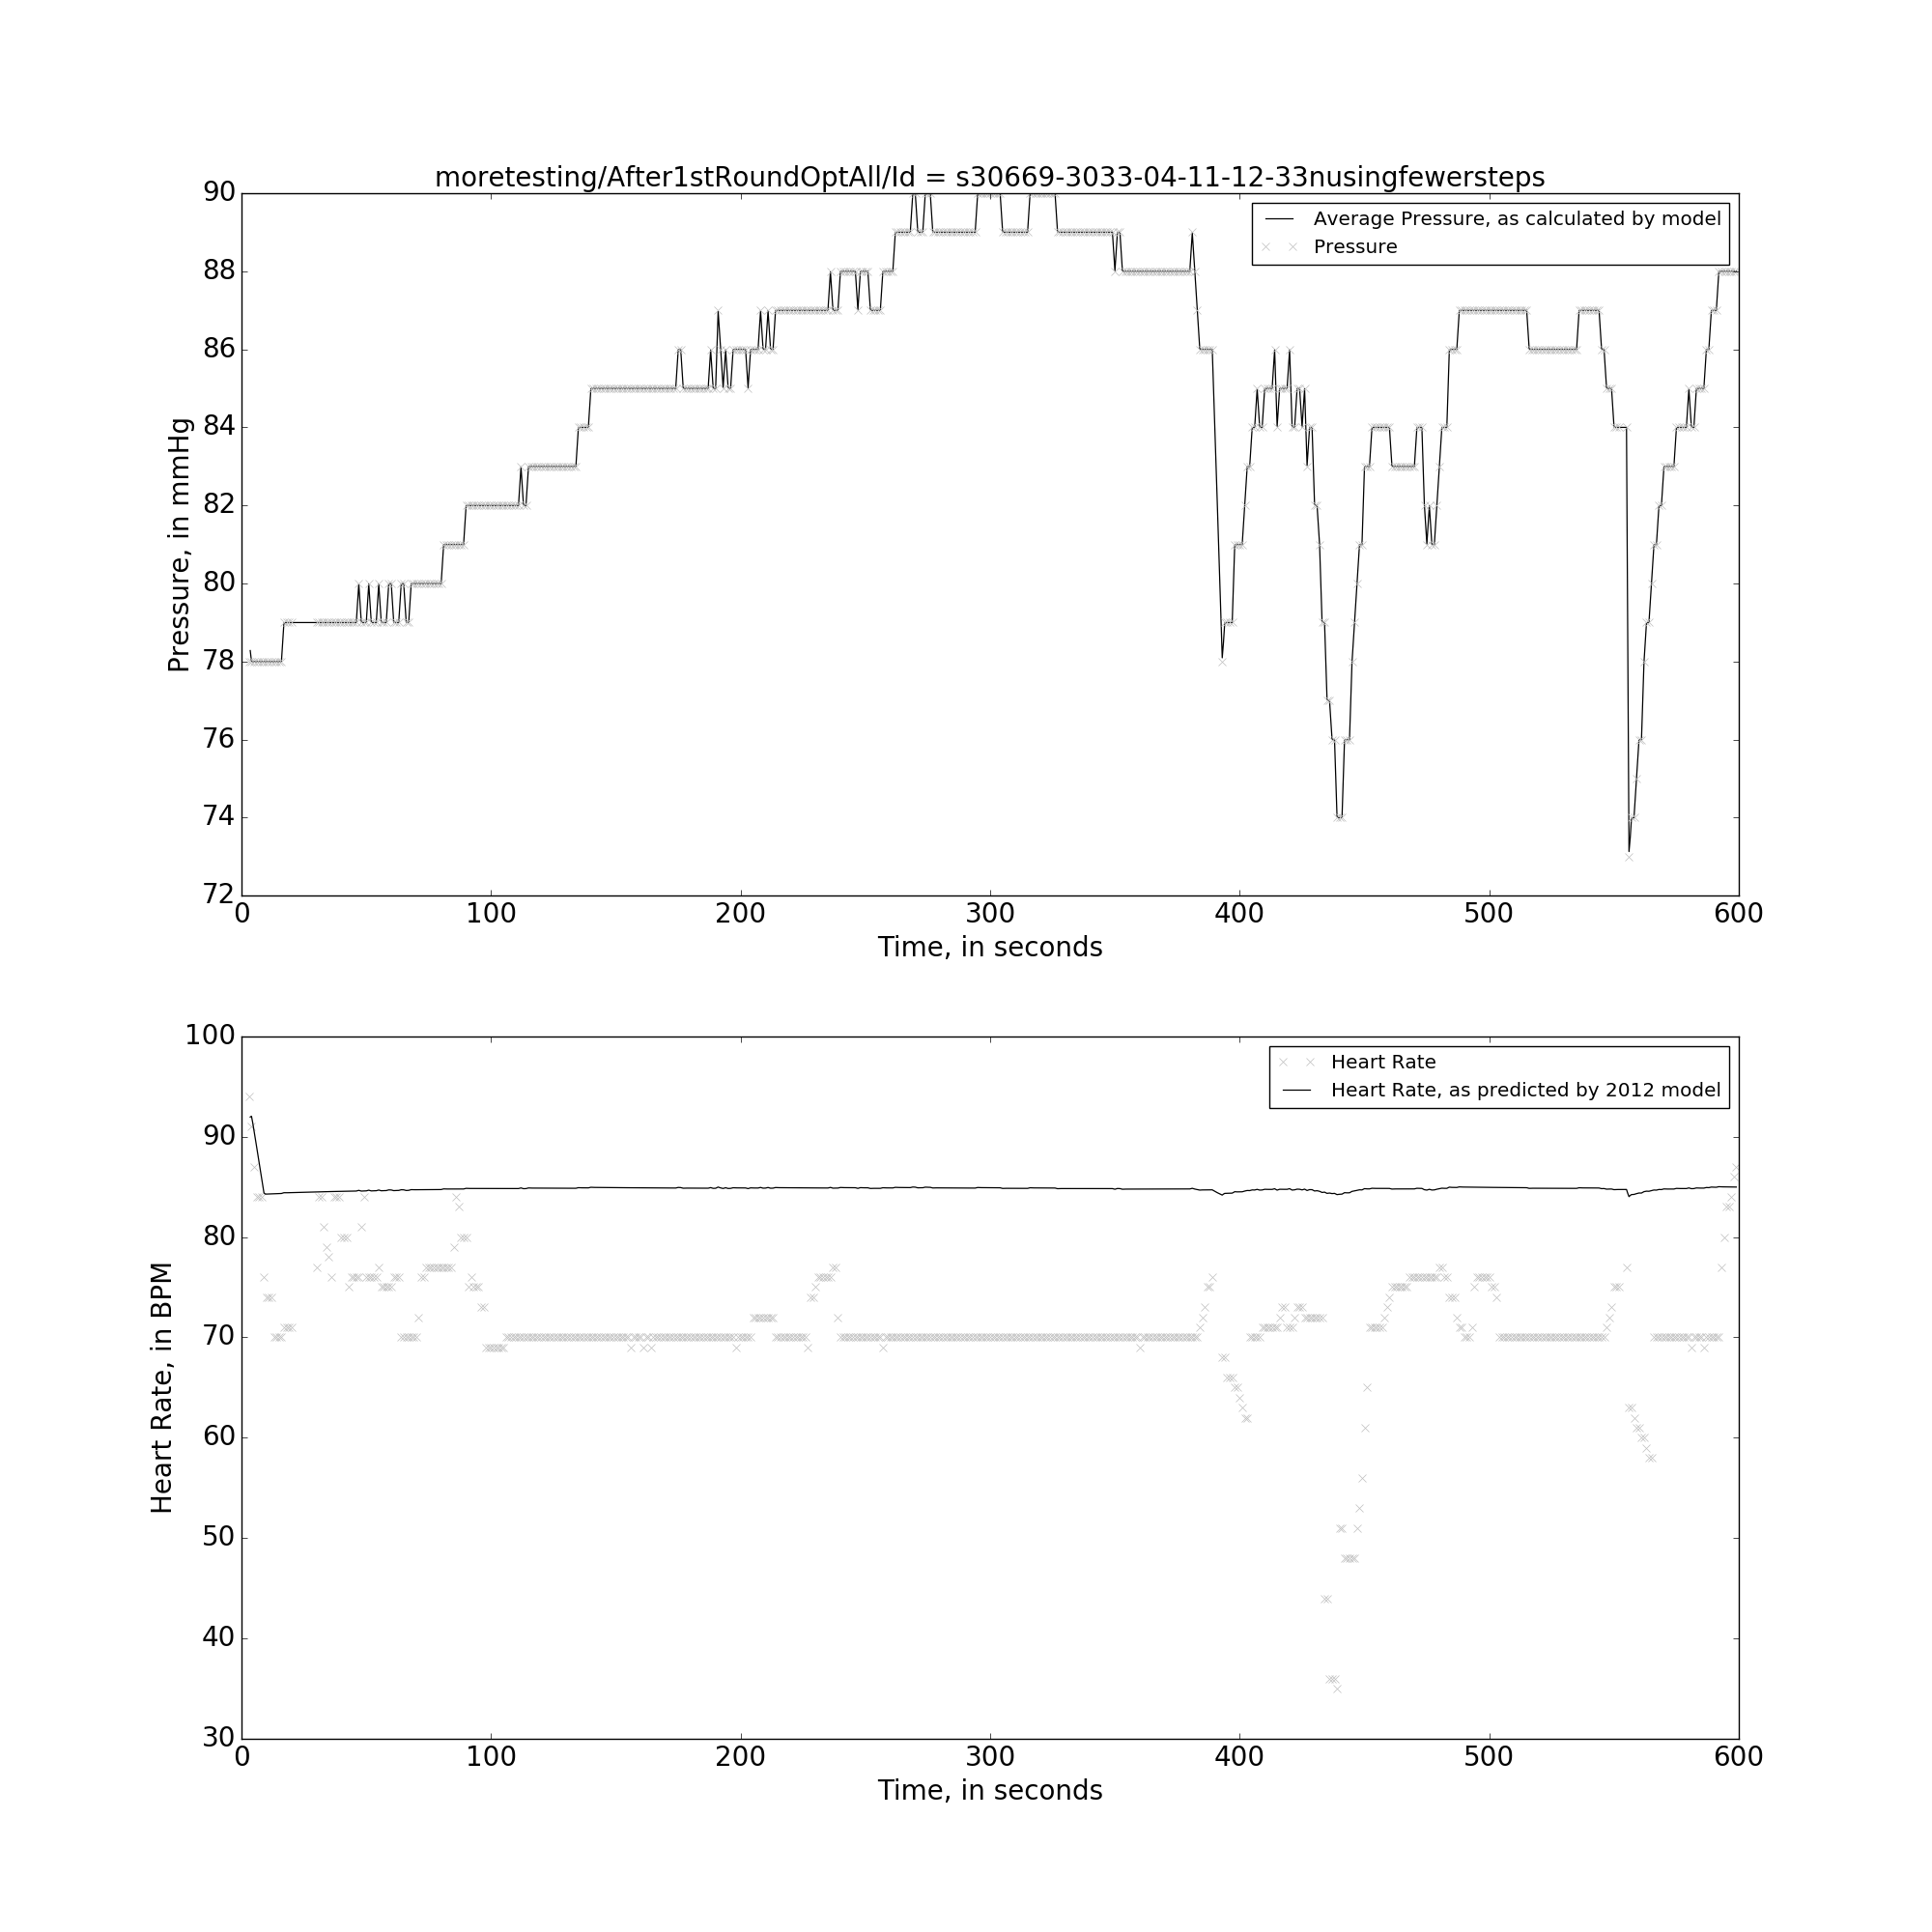 moretesting/After1stRoundOptAll/Id = s30669-3033-04-11-12-33nusingfewersteps
90
88
86
84
82
80
78
76
74
72
Pressure, in mmHg
Average Pressure, as calculated by model
Pressure
0 100 200 300 400 500 600
Time, in seconds
100
90
80
70
60
50
40
30
Heart Rate, in BPM
Heart Rate
Heart Rate, as predicted by 2012 model
0 100 200 300 400 500 600
Time, in seconds